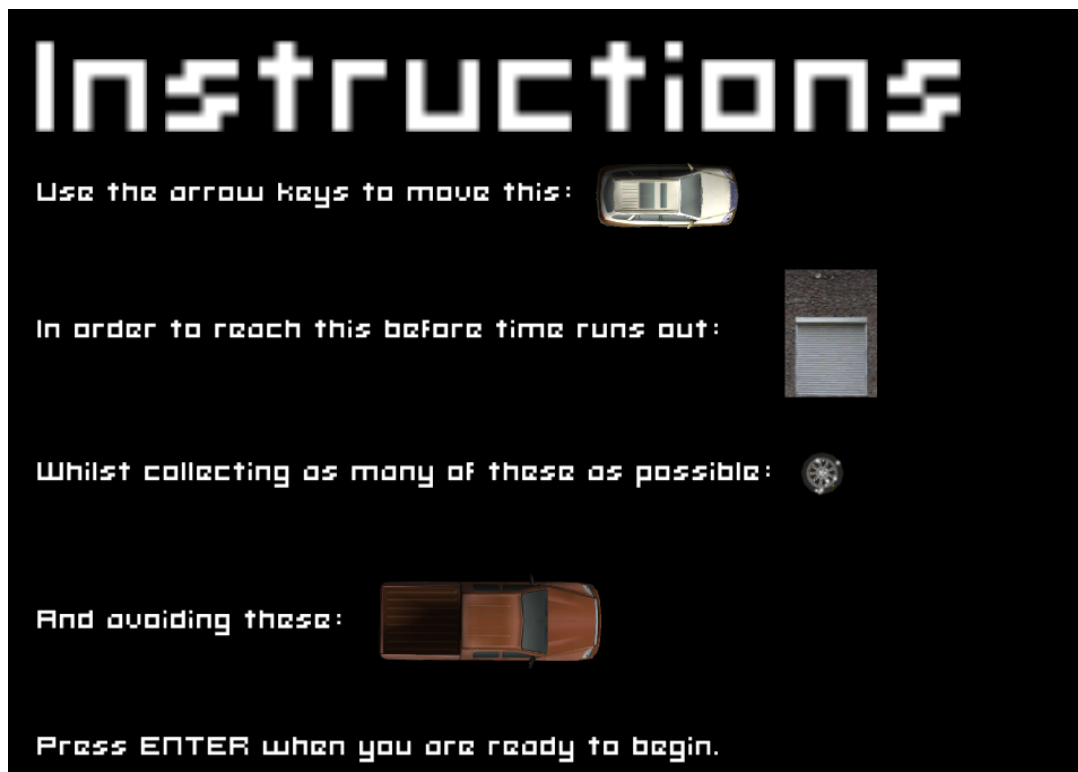 Instructions
Use the arrow keys to move this:
In order to reach this before time runs out:
Whilst collecting as many of these as possible:
And avoiding these:
Press ENTER when you are ready to begin.